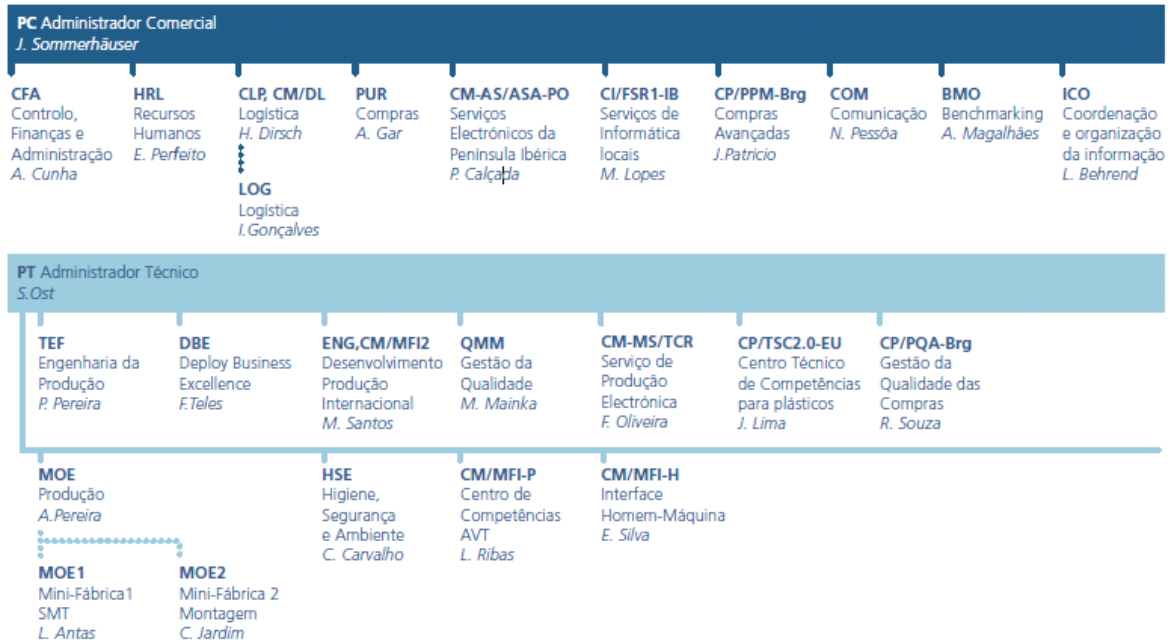 PC Administrador Comercial
J. Sommerhäuser
CFA
Controlo,
Finanças e
Administração
A. Cunha
HRL
Recursos
Humanos
E. Perfeito
CLP, CM/DL
Logística
H. Dirsch
LOG
Logística
I.Gonçalves
PUR
Compras
A. Gar
CM-AS/ASA-PO
Serviços
Electrónicos da
Península Ibérica
P. Calçada
CI/FSR1-IB
Serviços de
Informática
locais
M. Lopes
CP/PPM-Brg
Compras
Avançadas
J.Patrício
COM
Comunicação
N. Pessôa
BMO
Benchmarking
A. Magalhães
ICO
Coordenação
e organização
da informação
L. Behrend
PT Administrador Técnico
S.Ost
TEF
Engenharia da
Produção
P. Pereira
DBE
Deploy Business
Excellence
F.Teles
ENG,CM/MFI2
Desenvolvimento
Produção
Internacional
M. Santos
QMM
Gestão da
Qualidade
M. Mainka
CM-MS/TCR
Serviço de
Produção
Electrónica
F. Oliveira
CP/TSC2.0-EU
Centro Técnico
de Competências
para plásticos
J. Lima
CP/PQA-Brg
Gestão da
Qualidade das
Compras
R. Souza
MOE
Produção
A.Pereira
HSE
Higiene,
Segurança
e Ambiente
C. Carvalho
CM/MFI-P
Centro de
Competências
AVT
L. Ribas
CM/MFI-H
Interface
Homem-Máquina
E. Silva
MOE1
Mini-Fábrica1
SMT
L. Antas
MOE2
Mini-Fábrica 2
Montagem
C. Jardim